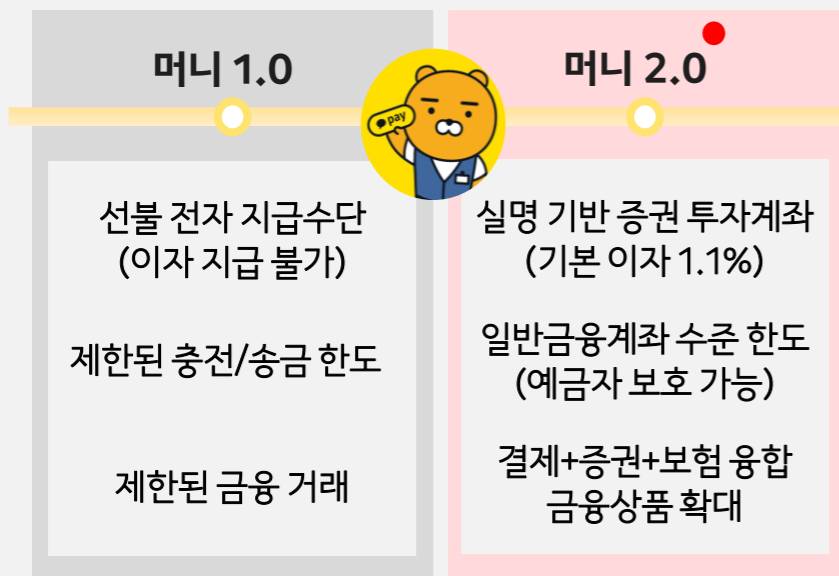 머니 1.0
머니 2.0
pay
선불 전자 지급수단
(이자 지급 불가)
제한된 충전/송금 한도
제한된 금융 거래
실명 기반 증권 투자계좌
(기본 이자 1.1%)
일반금융계좌 수준 한도
(예금자 보호 가능)
결제+증권+보험 융합
금융상품 확대